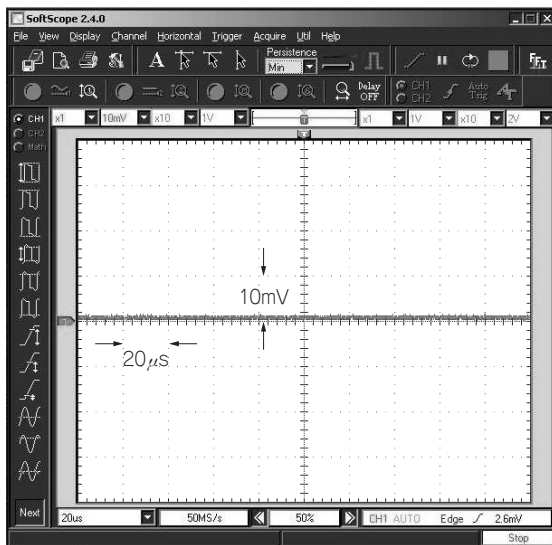 SoftScope 2.4.0
File View Display Channel Horizontal Trigger Acquire Util Help
A Persistence Min FFT
Delay OFF CH1 CH2 Auto Trig
CH1 x1 10mV x10 1V T x1 1V x10 2V
CH2
Math
T
10mV
20μs
Next 20us 50MS/s 50% CH1 AUTO Edge 2.6mV
Stop